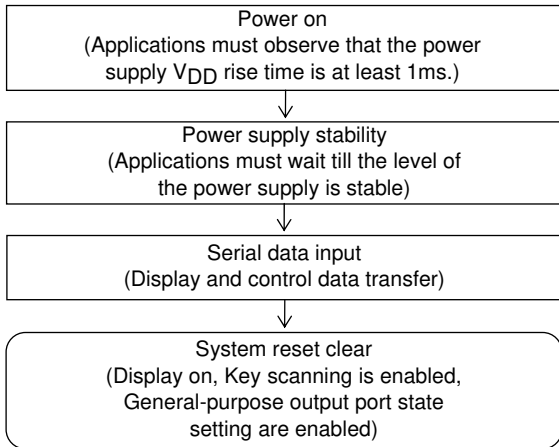 Power on
(Applications must observe that the power
supply VDD rise time is at least 1ms.)
Power supply stability
(Applications must wait till the level of
the power supply is stable)
Serial data input
(Display and control data transfer)
System reset clear
(Display on, Key scanning is enabled,
General-purpose output port state
setting are enabled)